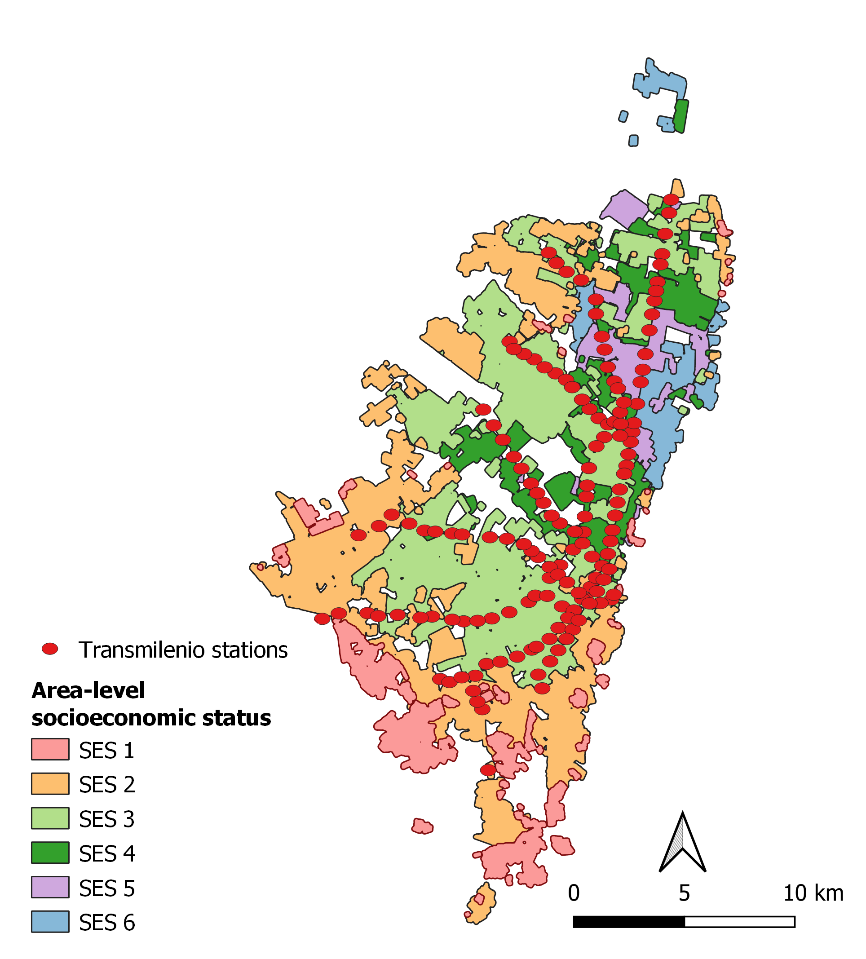 Transmilenio stations
Area-level
socioeconomic status
SES 1
SES 2
SES 3
SES 4
SES 5
SES 6
0 5 10 km